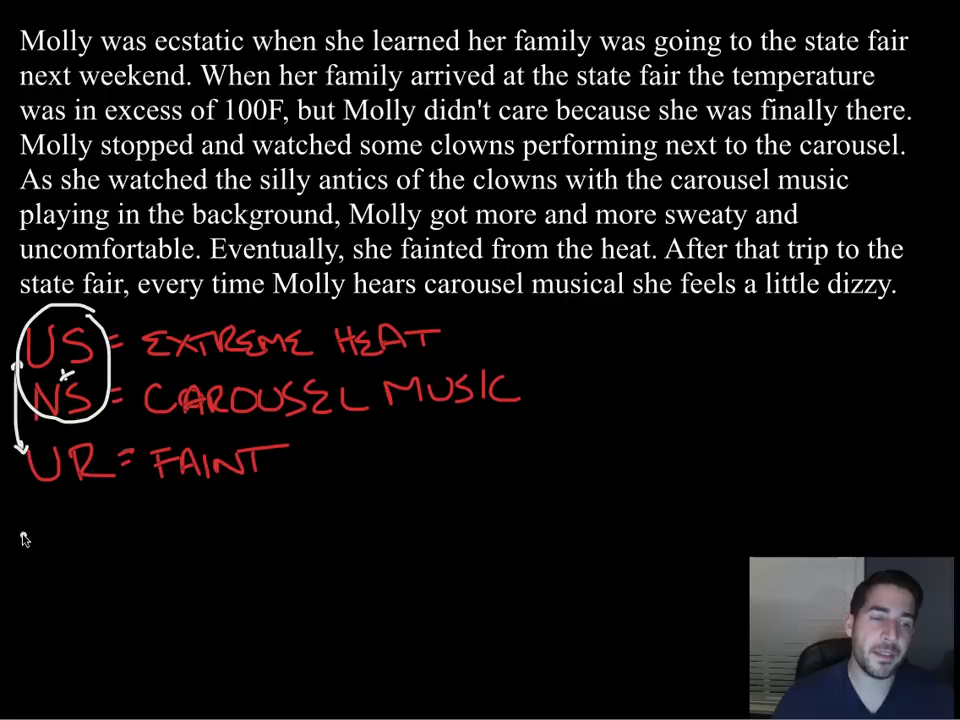 Molly was ecstatic when she learned her family was going to the state fair
next weekend. When her family arrived at the state fair the temperature
was in excess of 100F, but Molly didn't care because she was finally there.
Molly stopped and watched some clowns performing next to the carousel.
As she watched the silly antics of the clowns with the carousel music
playing in the background, Molly got more and more sweaty and
uncomfortable. Eventually, she fainted from the heat. After that trip to the
state fair, every time Molly hears carousel musical she feels a little dizzy.
US = EXTREME HEAT
NS = CAROUSEL MUSIC
UR = FAINT